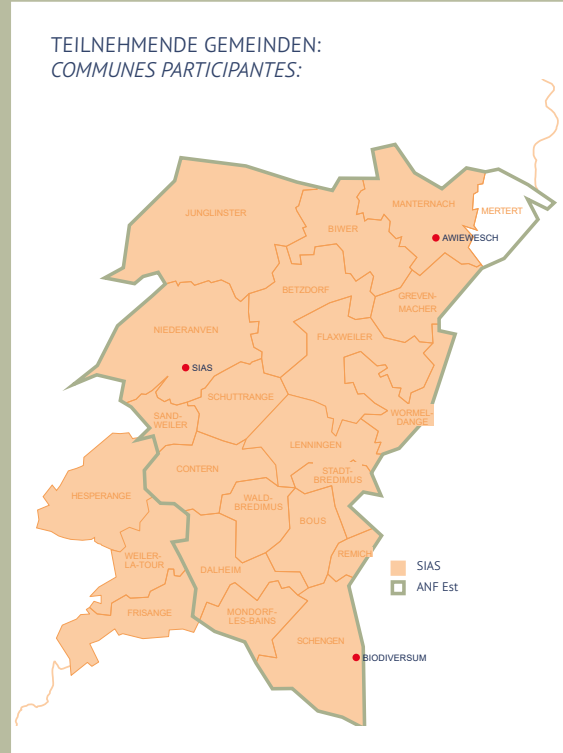 TEILNEHMENDE GEMEINDEN:
COMMUNES PARTICIPANTES:
JUNGLINSTER
MANTERNACH
MERTERT
BIWER
AWIEWESCH
BETZDORF
GREVEN-
MACHER
NIEDERANVEN
FLAXWEILER
SIAS
SCHUTTRANGE
SAND-
WEILER
WORMEL-
DANGE
LENNINGEN
CONTERN
STADT-
BREDIMUS
HESPERANGE
WALD-
BREDIMUS
BOUS
WEILER-
LA-TOUR
DALHEIM
REMICH
FRISANGE
MONDORF-
LES-BAINS
SCHENGEN
BIODIVERSUM
SIAS
ANF Est